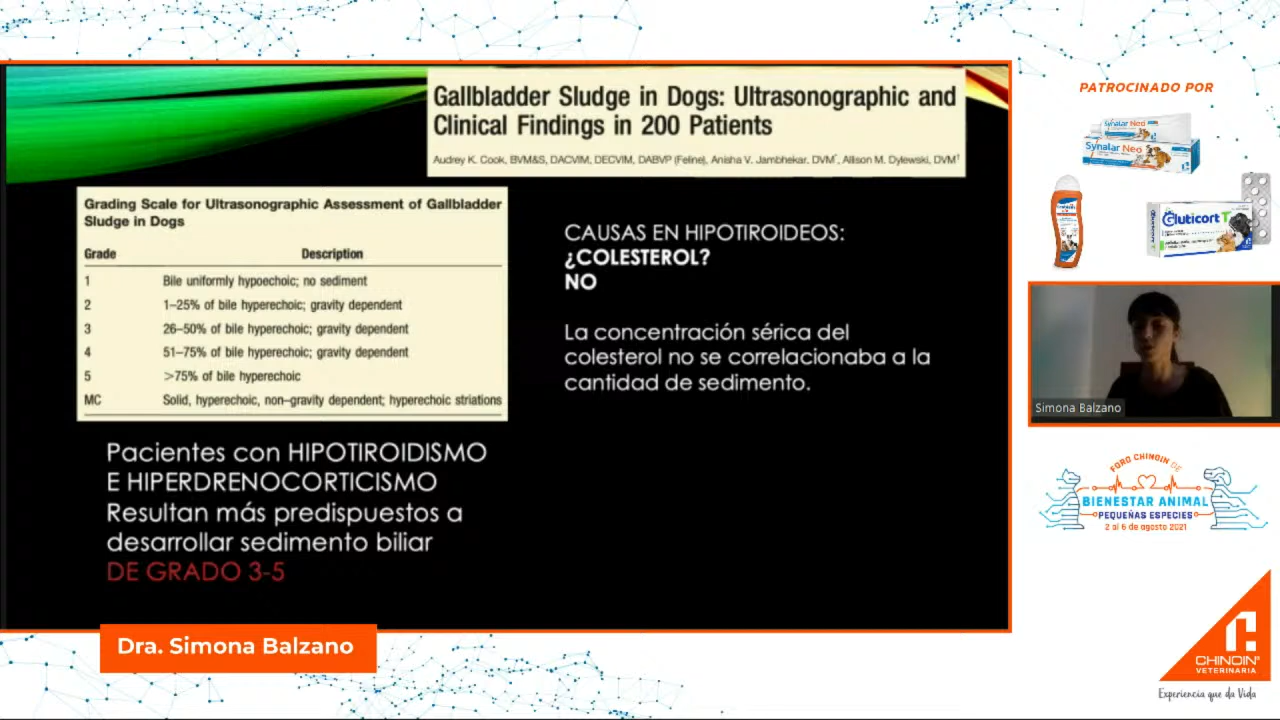 Gallbladder Sludge in Dogs: Ultrasonographic and
Clinical Findings in 200 Patients
Audrey K. Cook, BVM&S, DACVIM, DECVIM, DABVP (Feline), Anisha V. Jambhekar, DVM*, Allison M. Dylewski, DVM†
Grading Scale for Ultrasonographic Assessment of Gallbladder
Sludge in Dogs
Grade Description
1 Bile uniformly hypoechoic; no sediment
2 1–25% of bile hyperechoic; gravity dependent
3 26–50% of bile hyperechoic; gravity dependent
4 51–75% of bile hyperechoic; gravity dependent
5 >75% of bile hyperechoic
MC Solid, hyperechoic, non–gravity dependent; hyperechoic striations
Pacientes con HIPOTIROIDISMO
E HIPERDRENOCORTICISMO
Resultan más predispuestos a
desarrollar sedimento biliar
DE GRADO 3-5
CAUSAS EN HIPOTIROIDEOS:
¿COLESTEROL?
NO
La concentración sérica del
colesterol no se correlacionaba a la
cantidad de sedimento.
Dra. Simona Balzano
PATROCINADO POR
Synalar Neo
Synalar Neo
Gluticort T
Simona Balzano
FORO CHINOIN DE
BIENESTAR ANIMAL
PEQUEÑAS ESPECIES
2 al 6 de agosto 2021
CHINOIN®
VETERINARIA
Experiencia que da Vida